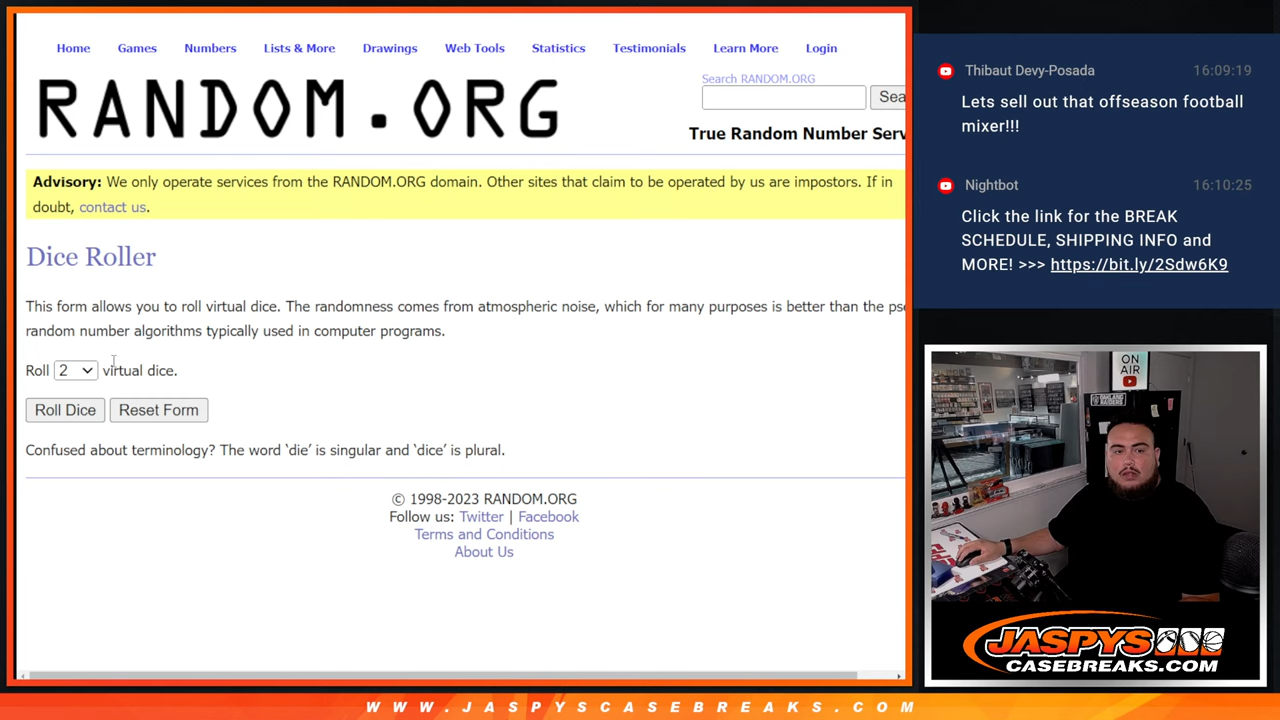 Home Games Numbers Lists & More Drawings Web Tools Statistics Testimonials Learn More Login
RANDOM.ORG
Search RANDOM.ORG
Sea
True Random Number Serv
Advisory: We only operate services from the RANDOM.ORG domain. Other sites that claim to be operated by us are impostors. If in
doubt, contact us.
Dice Roller
This form allows you to roll virtual dice. The randomness comes from atmospheric noise, which for many purposes is better than the pse
random number algorithms typically used in computer programs.
Roll 2 virtual dice.
Roll Dice Reset Form
Confused about terminology? The word ‘die’ is singular and ‘dice’ is plural.
© 1998-2023 RANDOM.ORG
Follow us: Twitter | Facebook
Terms and Conditions
About Us
Thibaut Devy-Posada 16:09:19
Lets sell out that offseason football
mixer!!!
Nightbot 16:10:25
Click the link for the BREAK
SCHEDULE, SHIPPING INFO and
MORE! >>> https://bit.ly/2Sdw6K9
ON
AIR
OAKLAND
RAIDERS
JASPYS
CASEBREAKS.COM
WWW.JASPYSCASEBREAKS.COM